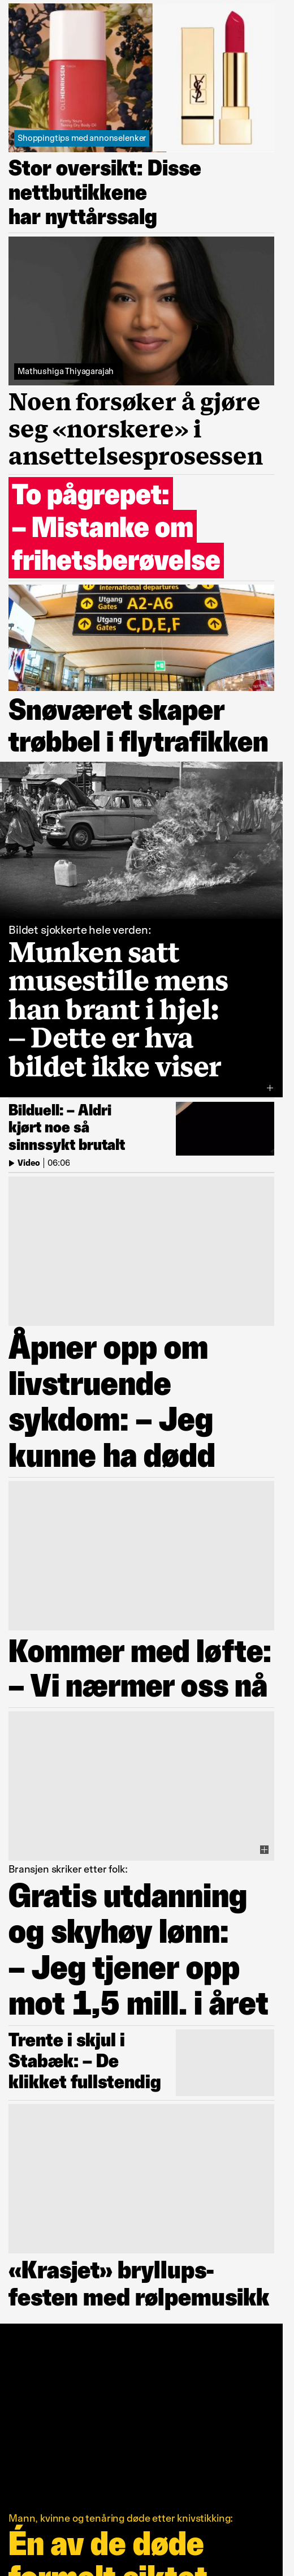 OLEHENRIKSEN
YSL
Shoppingtips med annonselenker
Stor oversikt: Disse
nettbutikkene
har nyttårssalg
Mathushiga Thiyagarajah
Noen forsøker å gjøre
seg «norskere» i
ansettelsesprosessen
To pågrepet:
– Mistanke om
frihetsberøvelse
international departures
Utgang
Gates A2-A6
Utgang
Gates C,D,E,F
Snøværet skaper
trøbbel i flytrafikken
Bildet sjokkerte hele verden:
Munken satt
musestille mens
han brant i hjel:
– Dette er hva
bildet ikke viser
Bilduell: – Aldri
kjørt noe så
sinnssykt brutalt
Video | 06:06
Åpner opp om
livstruende
sykdom: – Jeg
kunne ha dødd
Kommer med løfte:
– Vi nærmer oss nå
Bransjen skriker etter folk:
Gratis utdanning
og skyhøy lønn:
– Jeg tjener opp
mot 1,5 mill. i året
Trente i skjul i
Stabæk: – De
klikket fullstendig
«Krasjet» bryllups-
festen med rølpemusikk
Mann, kvinne og tenåring døde etter knivstikking:
Én av de døde
formelt siktet